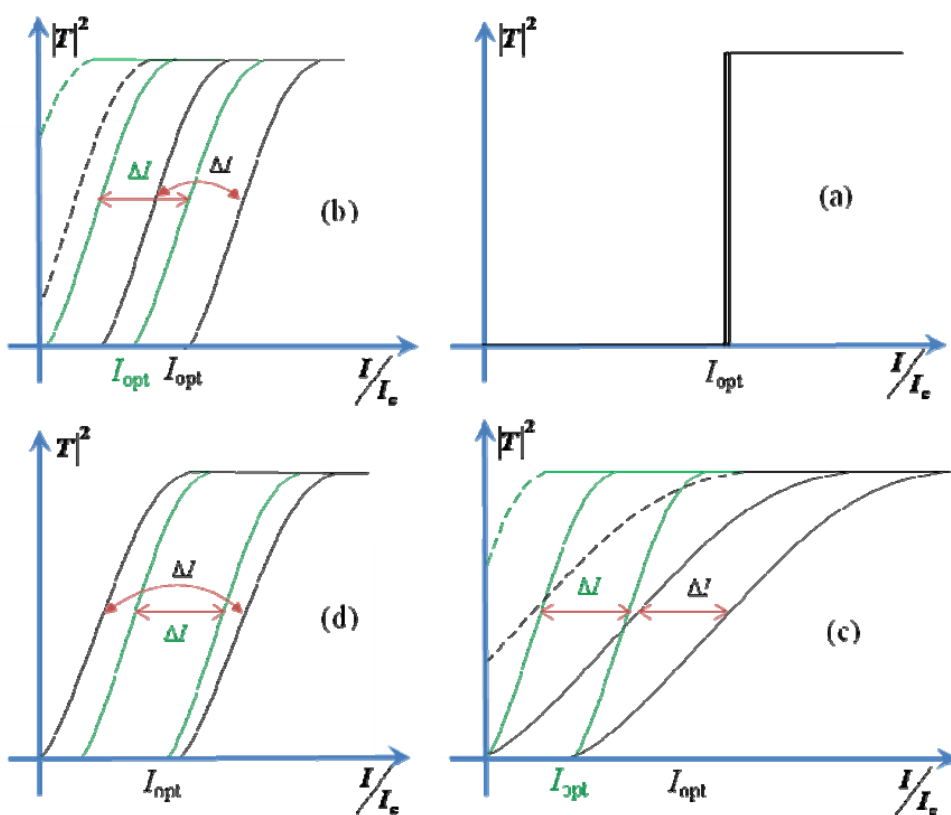 |T|²
ΔI
ΔI
(b)
I_opt I_opt I/I_c
|T|²
(a)
I_opt
I/I_c
T|²
ΔI
ΔI
(d)
I_opt
I/I_c
|T|²
ΔI
ΔI
(c)
I_opt I_opt
I/I_c